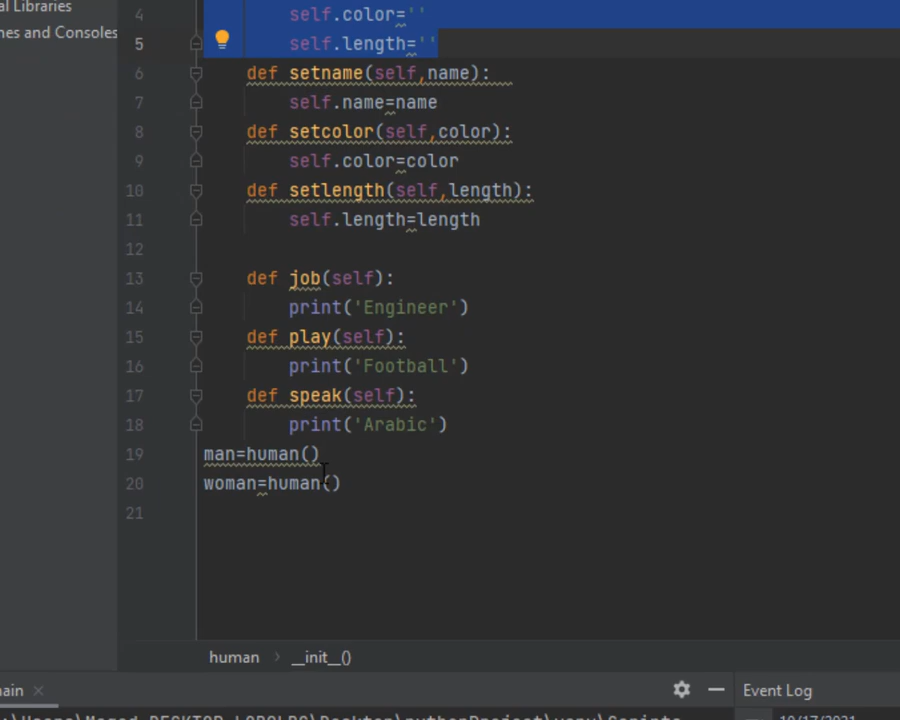 al Libraries
nes and Consoles
4 self.color=''
5 self.length=''
6 def setname(self,name):
7 self.name=name
8 def setcolor(self,color):
9 self.color=color
10 def setlength(self,length):
11 self.length=length
12
13 def job(self):
14 print('Engineer')
15 def play(self):
16 print('Football')
17 def speak(self):
18 print('Arabic')
19 man=human()
20 woman=human()
21
human > __init__()
ain ×
Event Log
10/17/2021